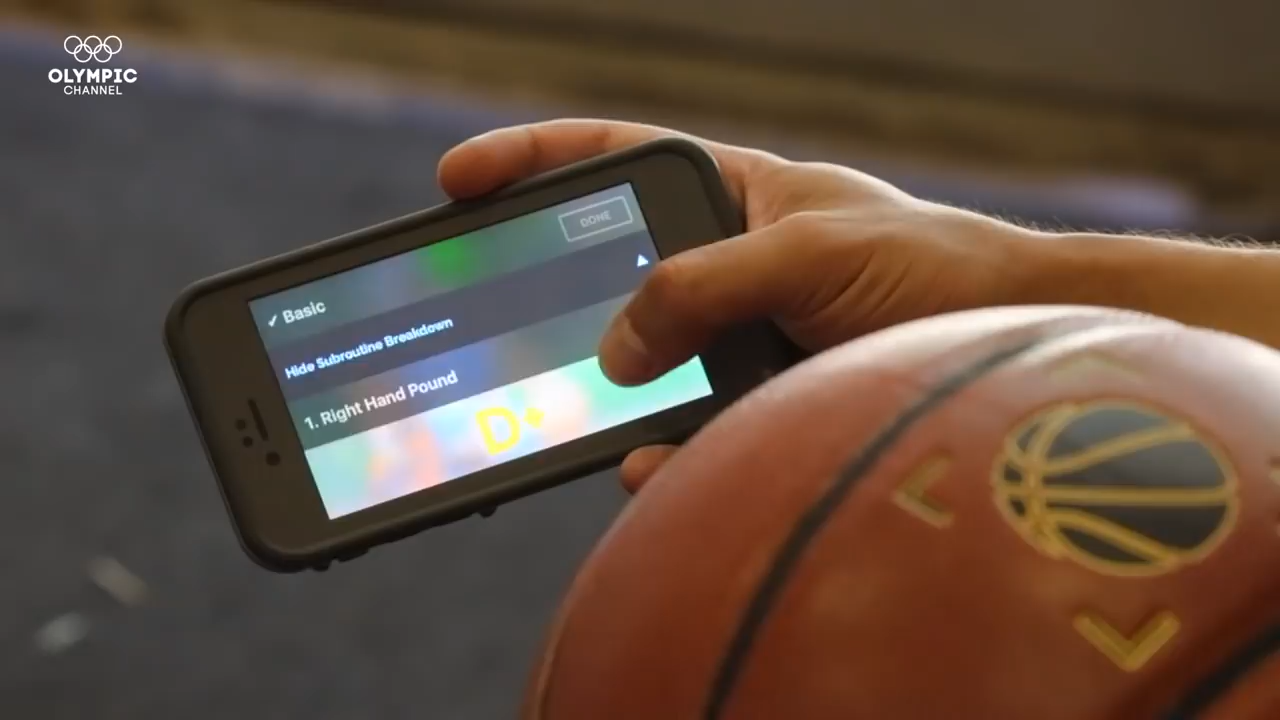 OLYMPIC
CHANNEL
DONE
✓ Basic
Hide Subroutine Breakdown
1. Right Hand Pound
D+